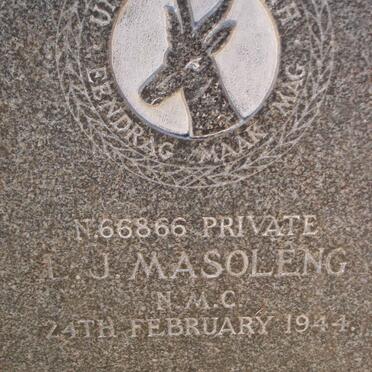 EENDRAG MAAK MAG
N.66866 PRIVATE
L. J. MASOLENG
N. M. C.
24TH FEBRUARY 1944.